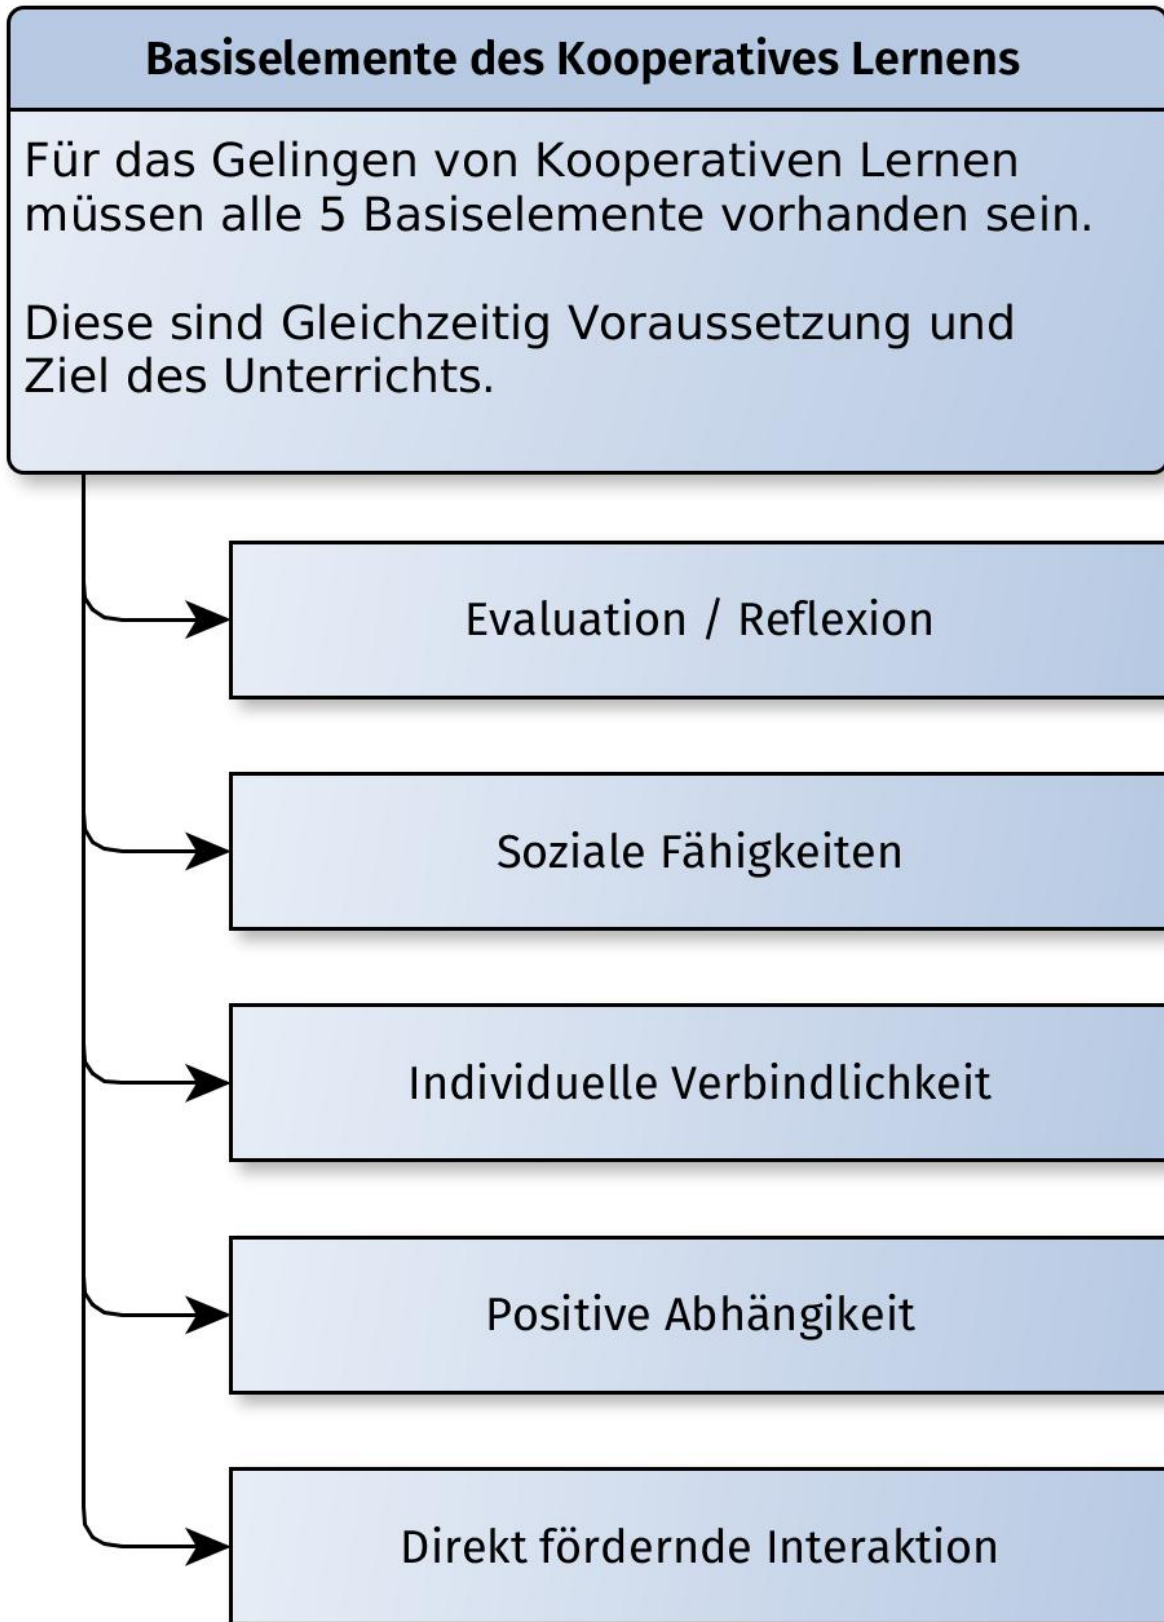 Basiselemente des Kooperatives Lernens
Für das Gelingen von Kooperativen Lernen
müssen alle 5 Basiselemente vorhanden sein.
Diese sind Gleichzeitig Voraussetzung und
Ziel des Unterrichts.
Evaluation / Reflexion
Soziale Fähigkeiten
Individuelle Verbindlichkeit
Positive Abhängikeit
Direkt fördernde Interaktion